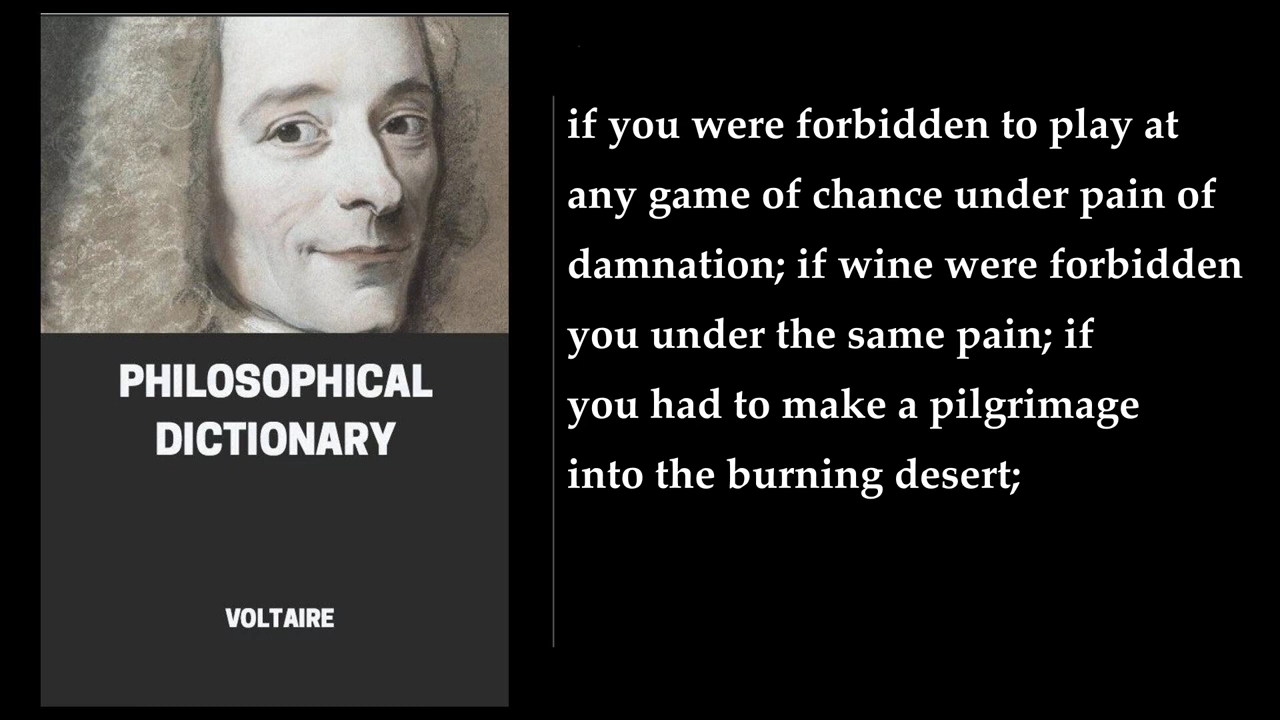 PHILOSOPHICAL
DICTIONARY
VOLTAIRE
if you were forbidden to play at
any game of chance under pain of
damnation; if wine were forbidden
you under the same pain; if
you had to make a pilgrimage
into the burning desert;